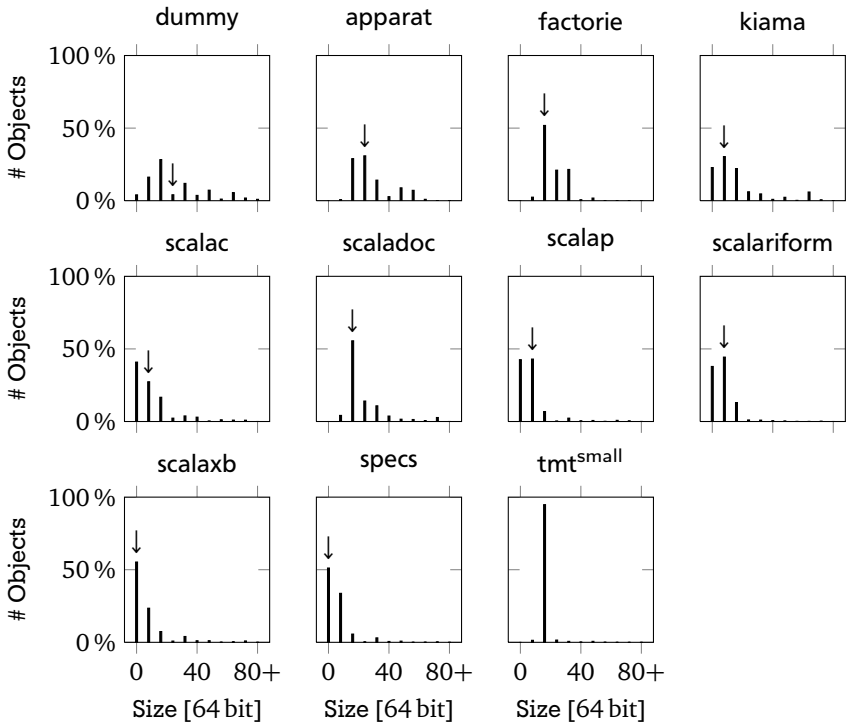 dummy apparat factorie kiama
100 %
50 %
0 %
# Objects
scalac scaladoc scalap scalariform
100 %
50 %
0 %
# Objects
scalaxb specs tmt^small
100 %
50 %
0 %
# Objects
0 40 80+ 0 40 80+ 0 40 80+
Size [64 bit] Size [64 bit] Size [64 bit]